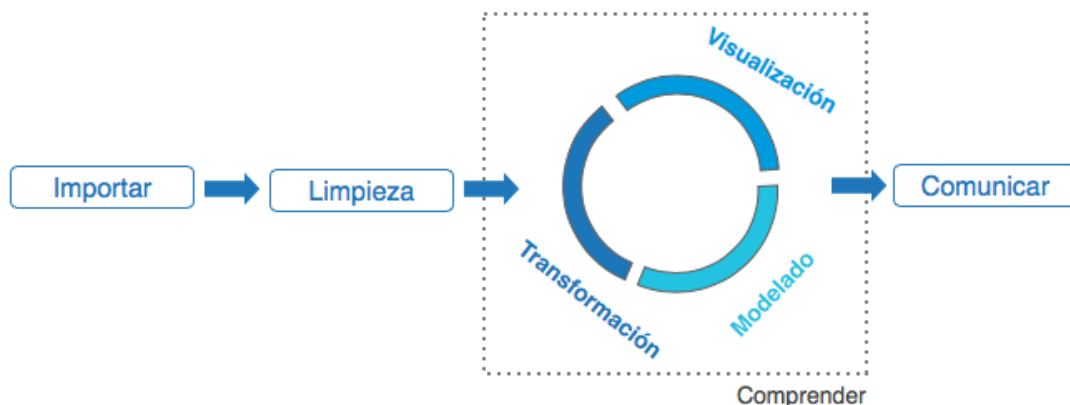 Importar
Limpieza
Visualización
Transformación
Modelado
Comprender
Comunicar